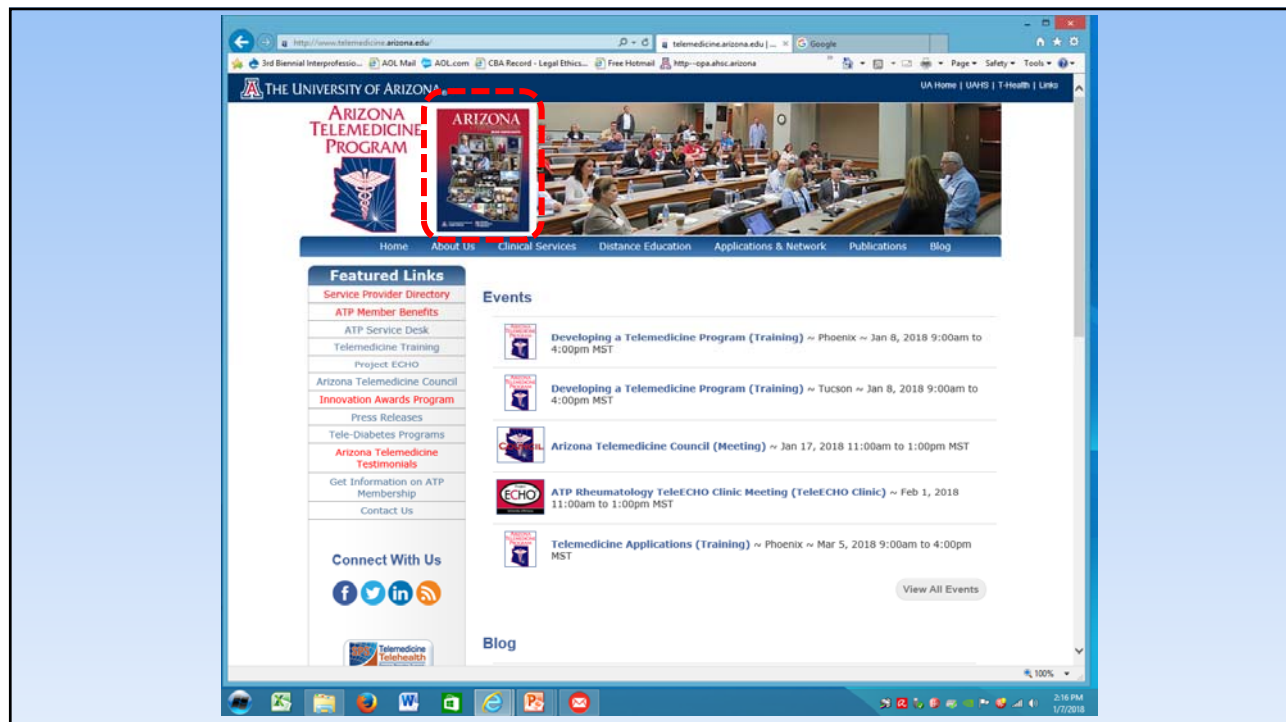 http://www.telemedicine.arizona.edu/
telemedicine.arizona.edu | ...
Google
3rd Biennial Interprofessio...
AOL Mail
AOL.com
CBA Record - Legal Ethics...
Free Hotmail
http--opa.ahsc.arizona
Page
Safety
Tools
THE UNIVERSITY OF ARIZONA
UA Home | UAHS | T-Health | Links
ARIZONA
TELEMEDICINE
PROGRAM
ARIZONA
Home About Us Clinical Services Distance Education Applications & Network Publications Blog
Featured Links
Service Provider Directory
ATP Member Benefits
ATP Service Desk
Telemedicine Training
Project ECHO
Arizona Telemedicine Council
Innovation Awards Program
Press Releases
Tele-Diabetes Programs
Arizona Telemedicine
Testimonials
Get Information on ATP
Membership
Contact Us
Connect With Us
Telemedicine
Telehealth
Events
Developing a Telemedicine Program (Training) ~ Phoenix ~ Jan 8, 2018 9:00am to
4:00pm MST
Developing a Telemedicine Program (Training) ~ Tucson ~ Jan 8, 2018 9:00am to
4:00pm MST
Arizona Telemedicine Council (Meeting) ~ Jan 17, 2018 11:00am to 1:00pm MST
ECHO
ATP Rheumatology TeleECHO Clinic Meeting (TeleECHO Clinic) ~ Feb 1, 2018
11:00am to 1:00pm MST
Telemedicine Applications (Training) ~ Phoenix ~ Mar 5, 2018 9:00am to 4:00pm
MST
View All Events
Blog
100%
2:16 PM
1/7/2018